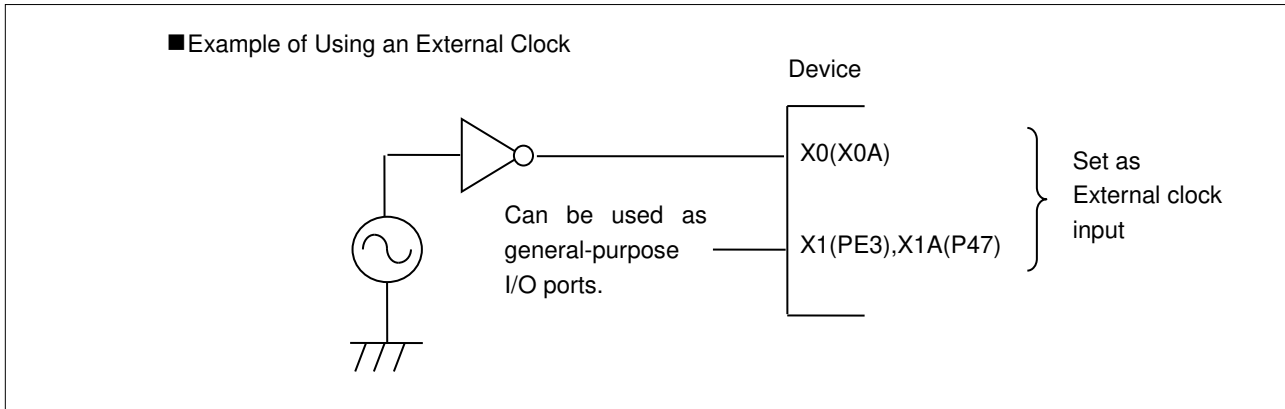 ■Example of Using an External Clock
Device
X0(X0A)
Can be used as
general-purpose
I/O ports.
X1(PE3),X1A(P47)
Set as
External clock
input